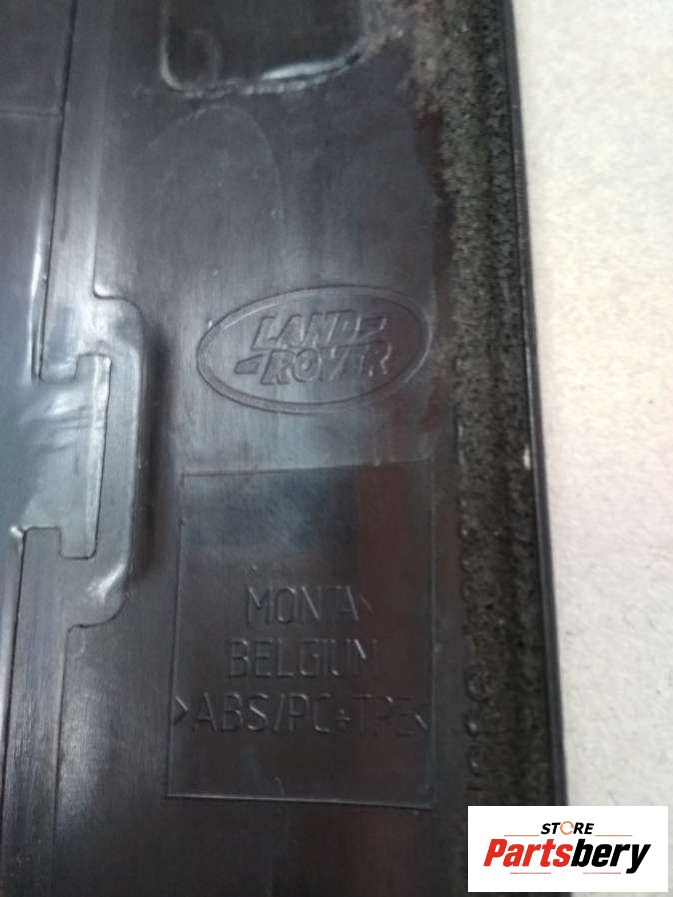 LAND-
-ROVER
MONTA
BELGIUM
>ABS/PC+TPE<
STORE
Partsbery